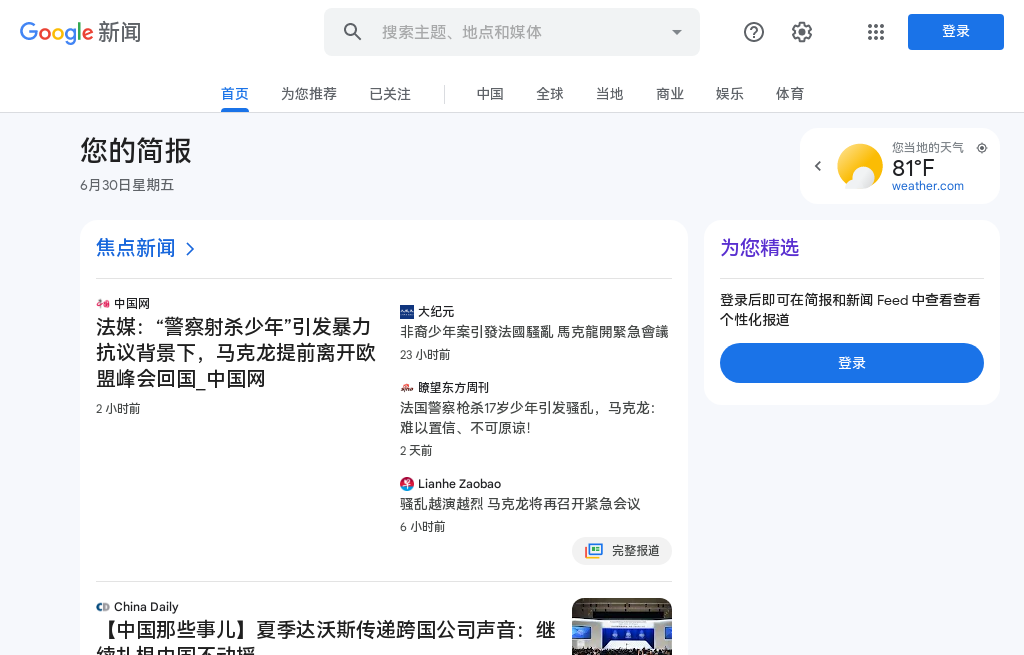 Google 新闻
搜索主题、地点和媒体
登录
首页
为您推荐
已关注
中国
全球
当地
商业
娱乐
体育
您的简报
6月30日星期五
您当地的天气
81°F
weather.com
焦点新闻
中国网
法媒：“警察射杀少年”引发暴力
抗议背景下，马克龙提前离开欧
盟峰会回国_中国网
2 小时前
大纪元
非裔少年案引發法國騷亂 馬克龍開緊急會議
23 小时前
瞭望东方周刊
法国警察枪杀17岁少年引发骚乱，马克龙：
难以置信、不可原谅！
2 天前
Lianhe Zaobao
骚乱越演越烈 马克龙将再召开紧急会议
6 小时前
完整报道
为您精选
登录后即可在简报和新闻 Feed 中查看查看
个性化报道
登录
China Daily
【中国那些事儿】夏季达沃斯传递跨国公司声音：继
续扎根中国不动摇